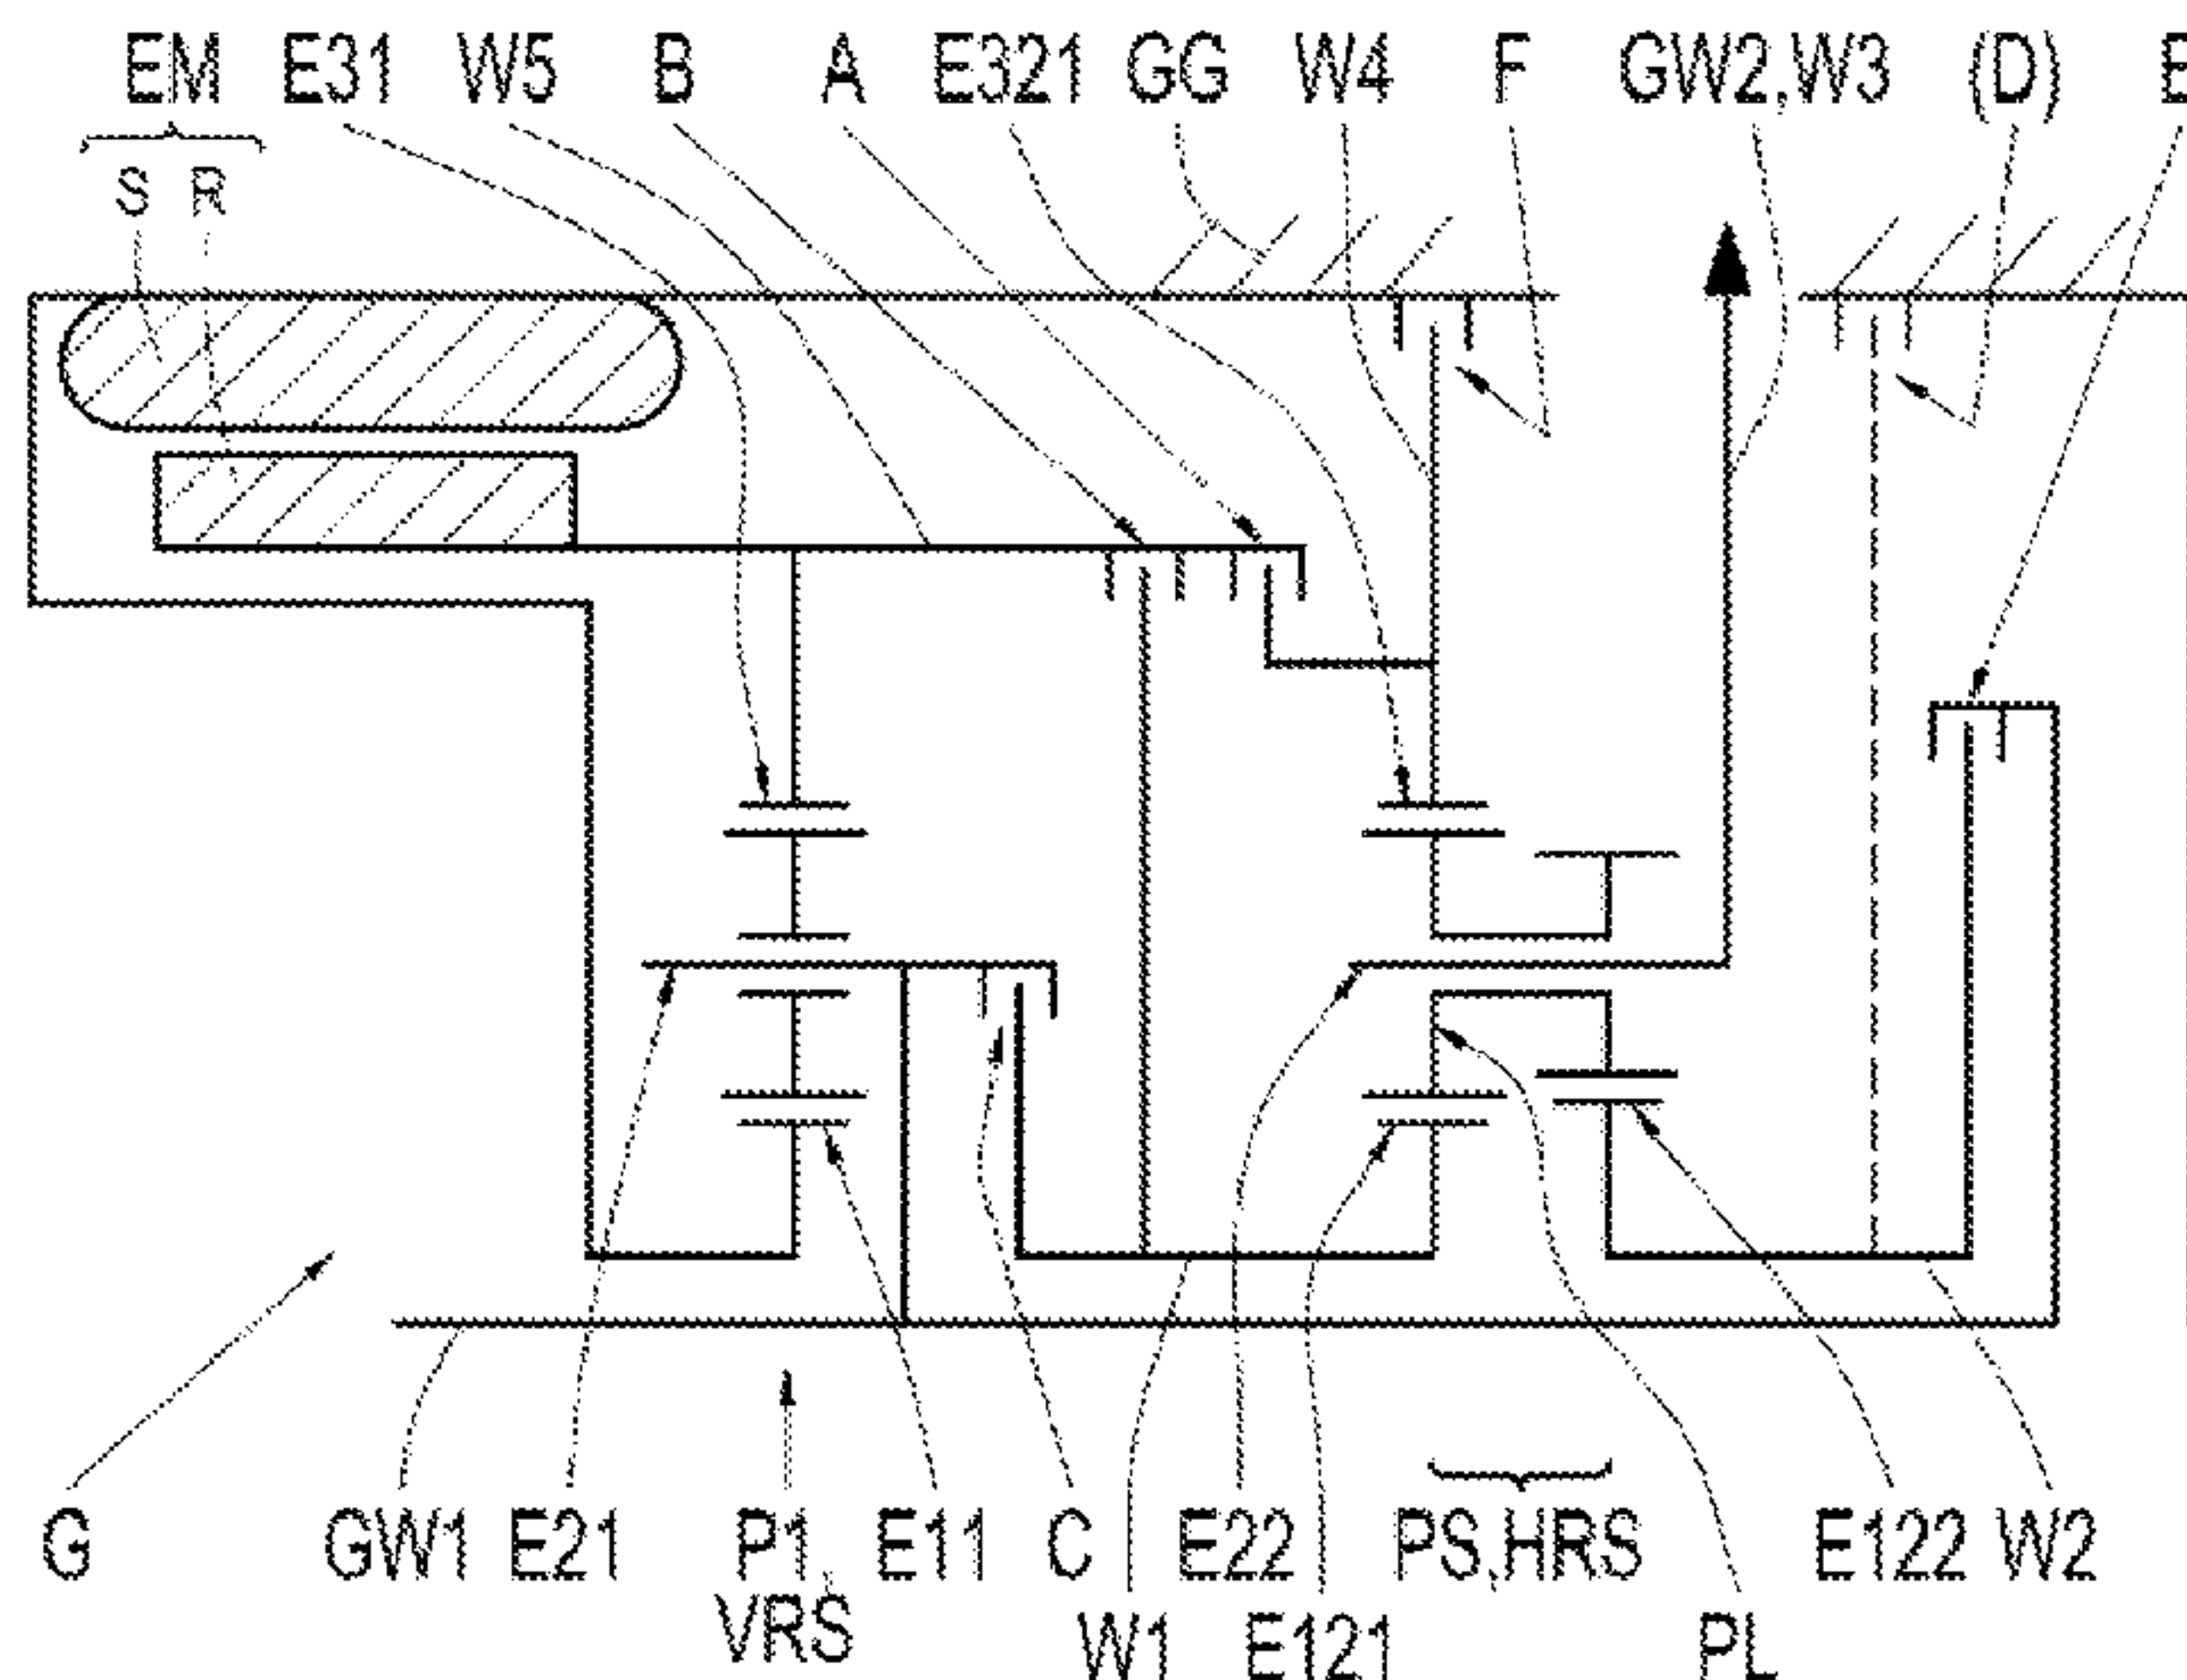 EM E31 W5 B A E321 GG W4 F GW2,W3 (D)
S R
G GW1 E21 P1, E11 C E22 PS,HRS E122 W2
VRS W1 E121 PL